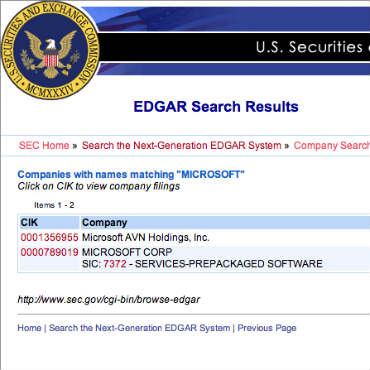 U.S. SECURITIES AND EXCHANGE COMMISSION
MCMXXXIV
U.S. Securities
EDGAR Search Results
SEC Home » Search the Next-Generation EDGAR System » Company Search
Companies with names matching "MICROSOFT"
Click on CIK to view company filings
Items 1 - 2
CIK Company
0001356955 Microsoft AVN Holdings, Inc.
0000789019 MICROSOFT CORP
SIC: 7372 - SERVICES-PREPACKAGED SOFTWARE
http://www.sec.gov/cgi-bin/browse-edgar
Home | Search the Next-Generation EDGAR System | Previous Page